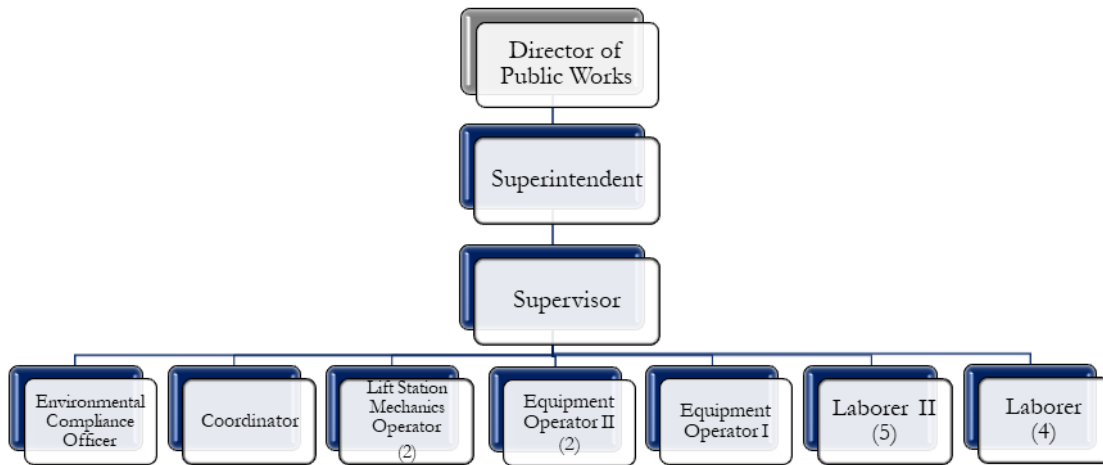 Director of
Public Works
Superintendent
Supervisor
Environmental
Compliance
Officer
Coordinator
Lift Station
Mechanics
Operator
(2)
Equipment
Operator II
(2)
Equipment
Operator I
Laborer II
(5)
Laborer
(4)